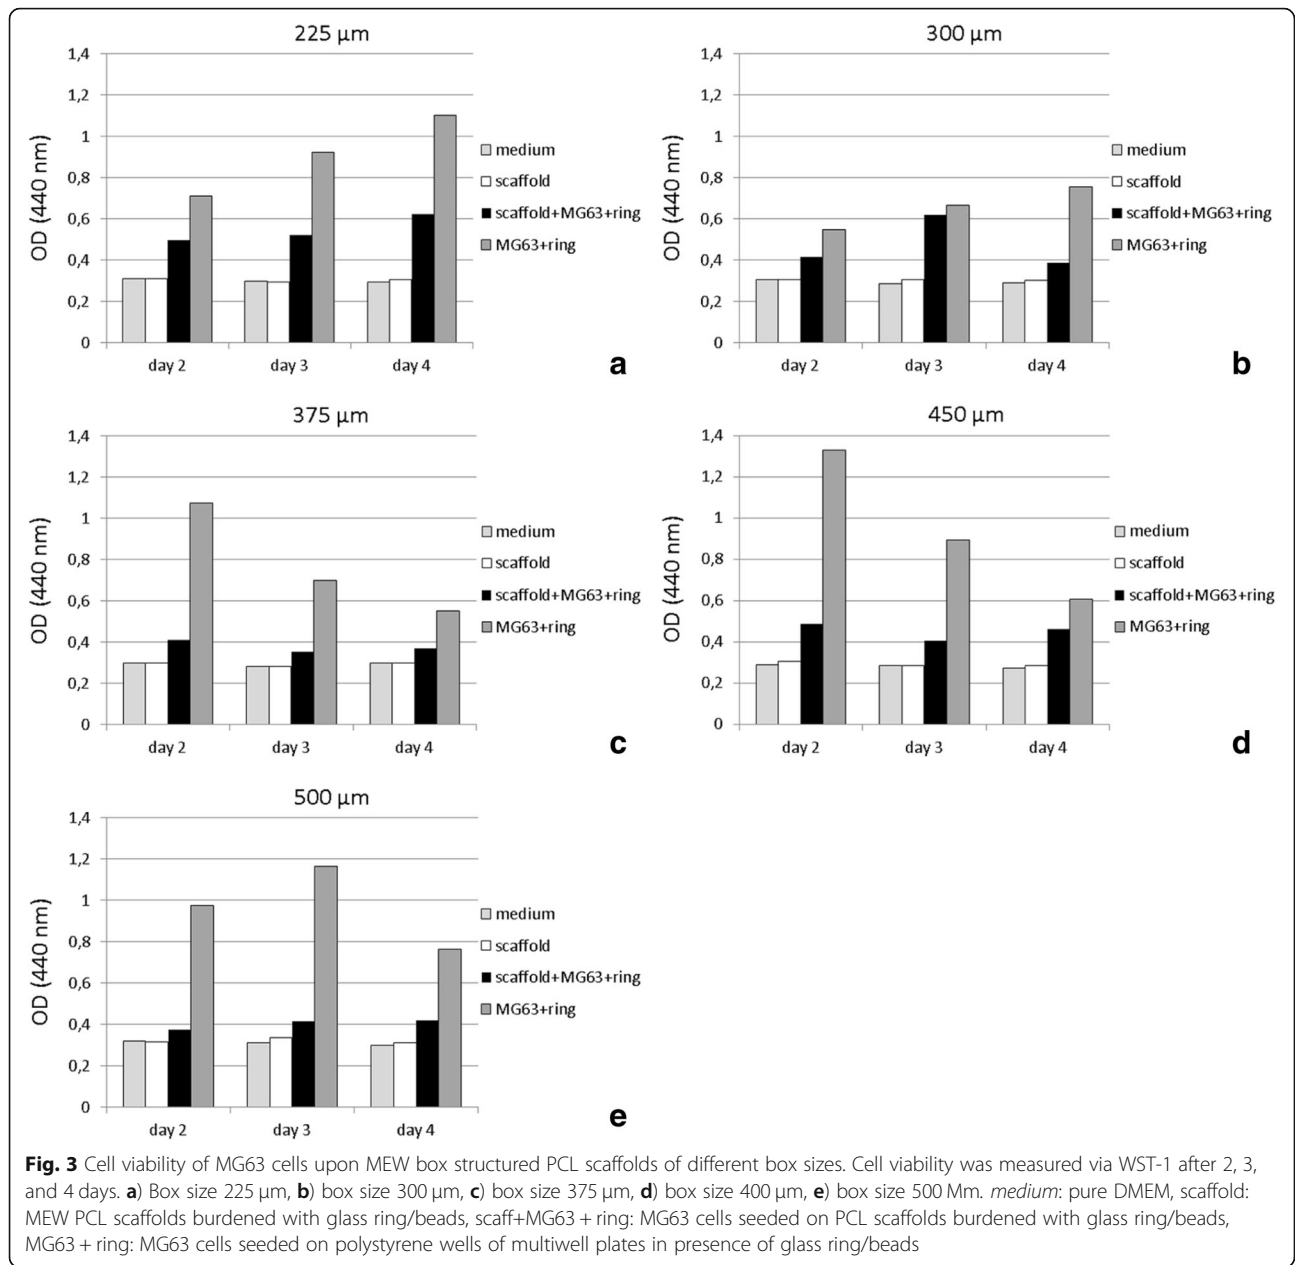 225 µm
1,4
1,2
1
0,8
0,6
0,4
0,2
0
OD (440 nm)
day 2 day 3 day 4
medium
scaffold
scaffold+MG63+ring
MG63+ring
a
300 µm
1,4
1,2
1
0,8
0,6
0,4
0,2
0
OD (440 nm)
day 2 day 3 day 4
medium
scaffold
scaffold+MG63+ring
MG63+ring
b
375 µm
1,4
1,2
1
0,8
0,6
0,4
0,2
0
OD (440 nm)
day 2 day 3 day 4
medium
scaffold
scaffold+MG63+ring
MG63+ring
c
450 µm
1,4
1,2
1
0,8
0,6
0,4
0,2
0
OD (440 nm)
day 2 day 3 day 4
medium
scaffold
scaffold+MG63+ring
MG63+ring
d
500 µm
1,4
1,2
1
0,8
0,6
0,4
0,2
0
OD (440 nm)
day 2 day 3 day 4
medium
scaffold
scaffold+MG63+ring
MG63+ring
e
Fig. 3 Cell viability of MG63 cells upon MEW box structured PCL scaffolds of different box sizes. Cell viability was measured via WST-1 after 2, 3,
and 4 days. a) Box size 225 µm, b) box size 300 µm, c) box size 375 µm, d) box size 400 µm, e) box size 500 Mm. medium: pure DMEM, scaffold:
MEW PCL scaffolds burdened with glass ring/beads, scaff+MG63 + ring: MG63 cells seeded on PCL scaffolds burdened with glass ring/beads,
MG63 + ring: MG63 cells seeded on polystyrene wells of multiwell plates in presence of glass ring/beads